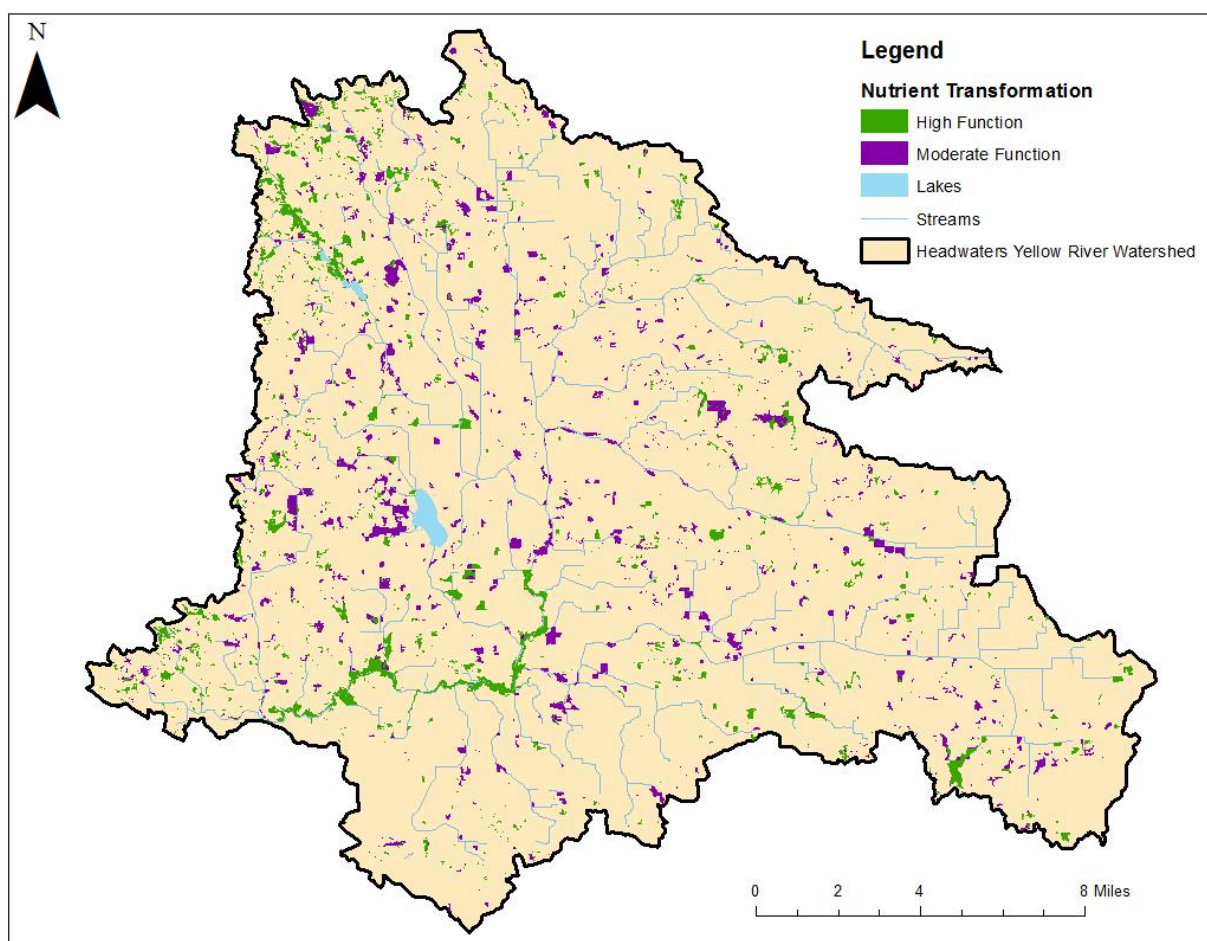 N
Legend
Nutrient Transformation
High Function
Moderate Function
Lakes
Streams
Headwaters Yellow River Watershed
0 2 4 8 Miles